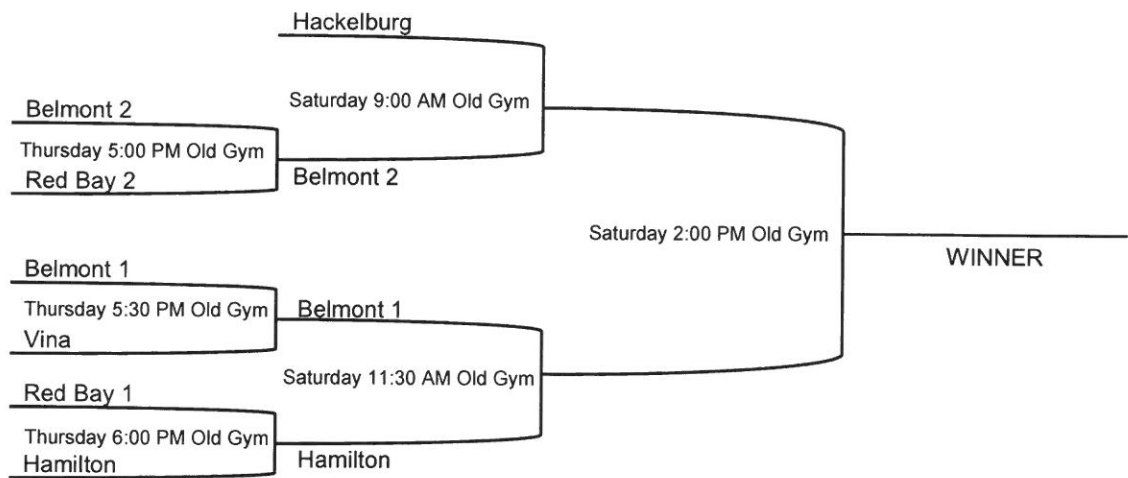 Hackelburg
Saturday 9:00 AM Old Gym
Belmont 2
Thursday 5:00 PM Old Gym
Red Bay 2
Belmont 2
Saturday 2:00 PM Old Gym
WINNER
Belmont 1
Thursday 5:30 PM Old Gym
Vina
Belmont 1
Saturday 11:30 AM Old Gym
Red Bay 1
Thursday 6:00 PM Old Gym
Hamilton
Hamilton